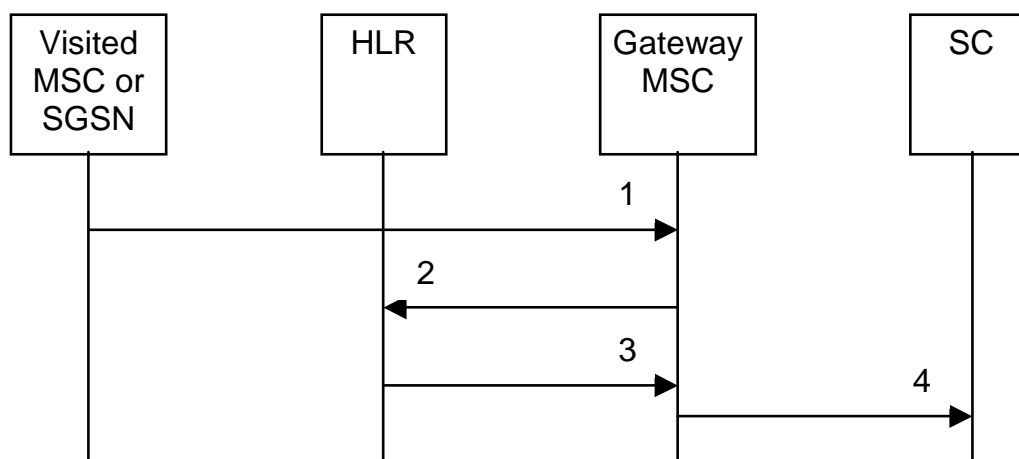 Visited
MSC or
SGSN
HLR
Gateway
MSC
SC
1
2
3
4